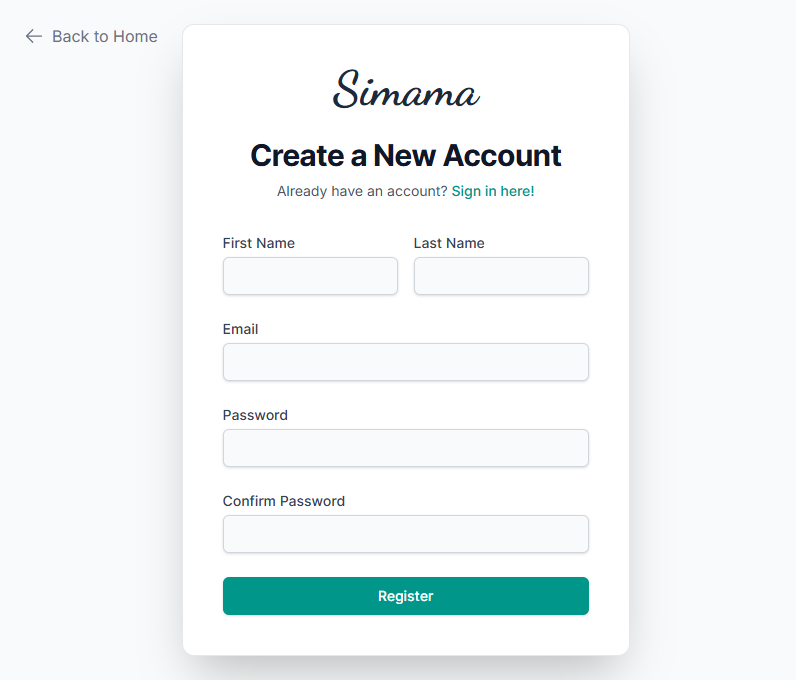 Back to Home
Simama
Create a New Account
Already have an account? Sign in here!
First Name
Last Name
Email
Password
Confirm Password
Register